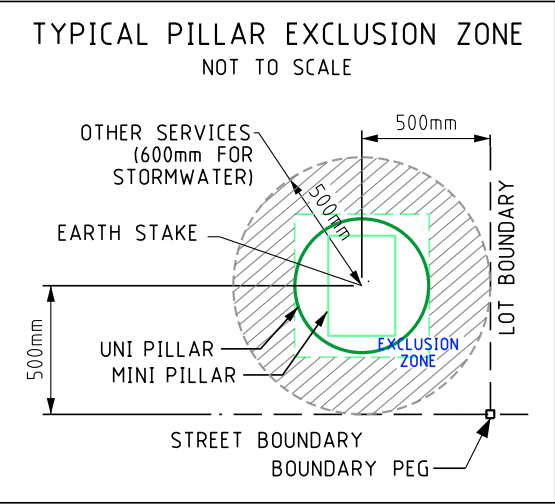 TYPICAL PILLAR EXCLUSION ZONE
NOT TO SCALE
500mm
OTHER SERVICES
(600mm FOR
STORMWATER)
500mm
EARTH STAKE
LOT BOUNDARY
500mm
UNI PILLAR
MINI PILLAR
EXCLUSION
ZONE
STREET BOUNDARY
BOUNDARY PEG